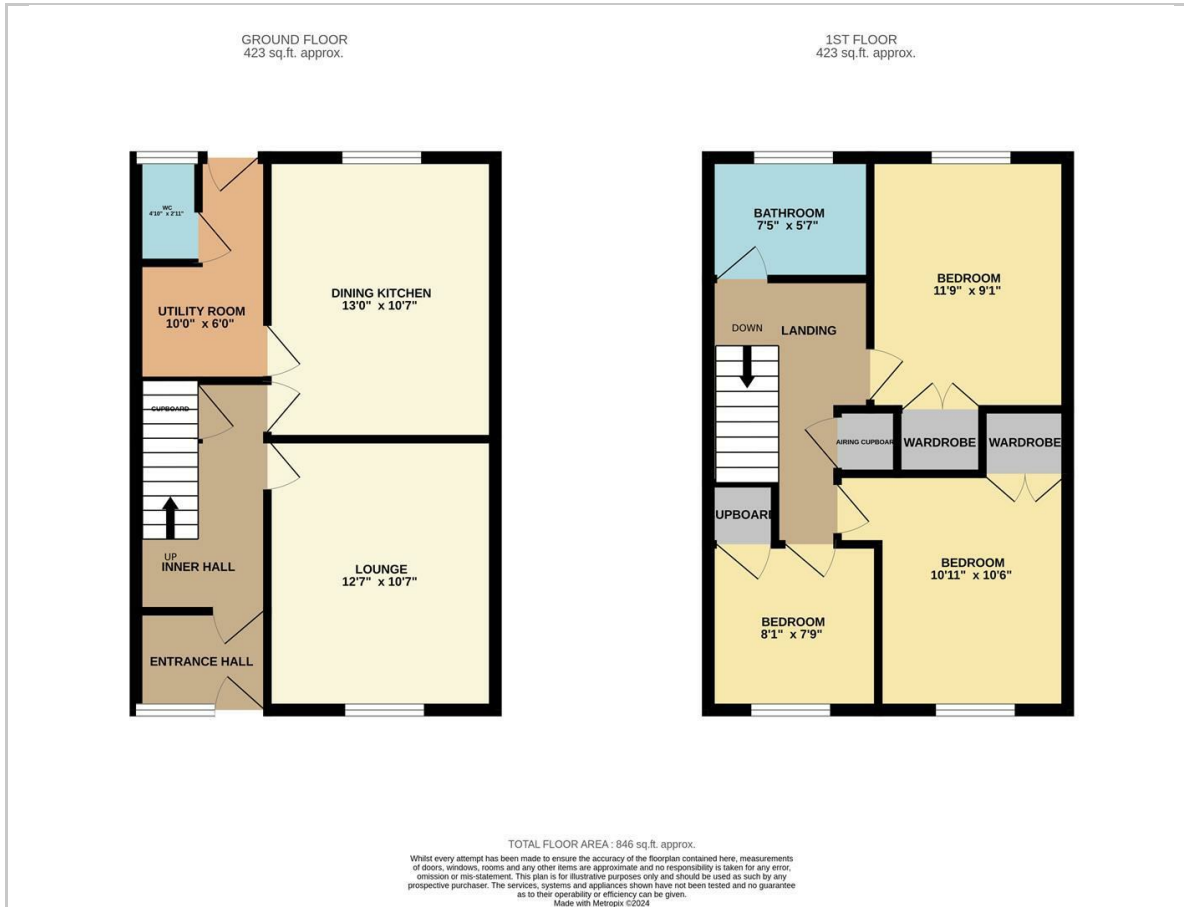 GROUND FLOOR
423 sq.ft. approx.
1ST FLOOR
423 sq.ft. approx.
WC
4'10" x 2'11"
UTILITY ROOM
10'0" x 6'0"
DINING KITCHEN
13'0" x 10'7"
CUPBOARD
UP
INNER HALL
LOUNGE
12'7" x 10'7"
ENTRANCE HALL
BATHROOM
7'5" x 5'7"
BEDROOM
11'9" x 9'1"
DOWN
LANDING
AIRING CUPBOARD
WARDROBE
WARDROBE
UPBOARD
BEDROOM
10'11" x 10'6"
BEDROOM
8'1" x 7'9"
TOTAL FLOOR AREA : 846 sq.ft. approx.
Whilst every attempt has been made to ensure the accuracy of the floorplan contained here, measurements
of doors, windows, rooms and any other items are approximate and no responsibility is taken for any error,
omission or mis-statement. This plan is for illustrative purposes only and should be used as such by any
prospective purchaser. The services, systems and appliances shown have not been tested and no guarantee
as to their operability or efficiency can be given.
Made with Metropix ©2024